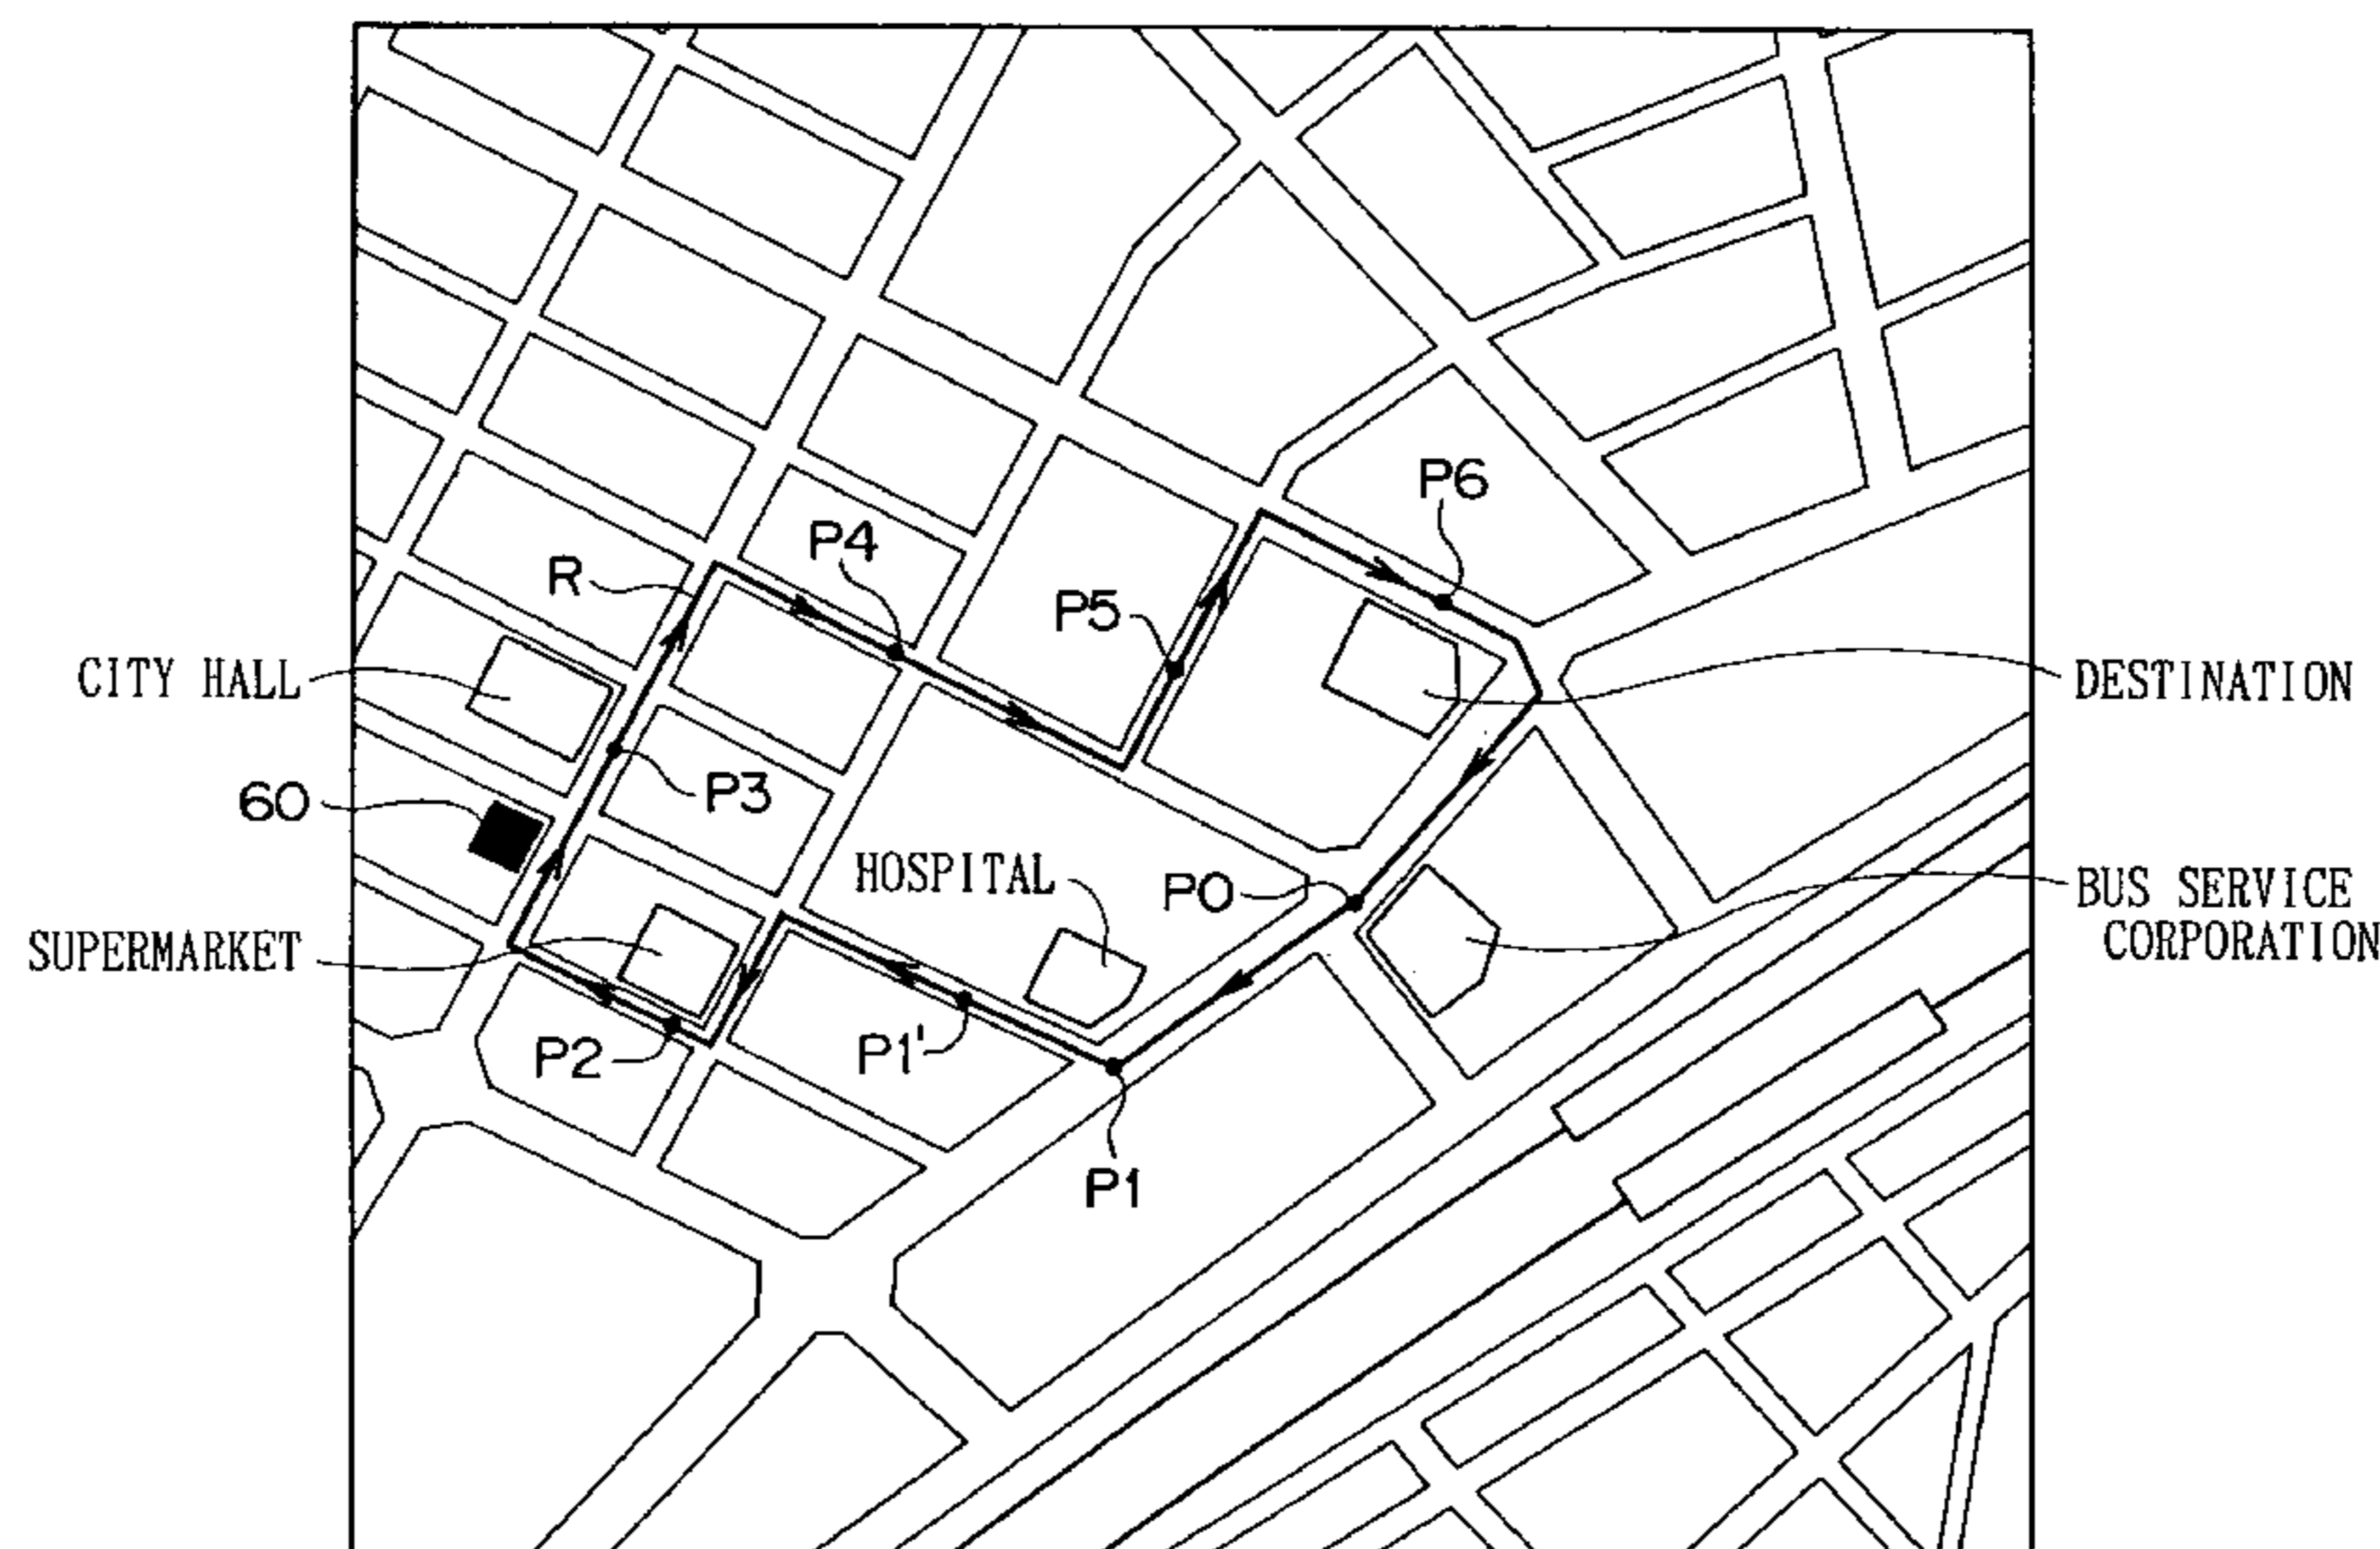 P6
P4
R
P5
CITY HALL
DESTINATION
60
P3
HOSPITAL
P0
BUS SERVICE
CORPORATION
SUPERMARKET
P2
P1'
P1